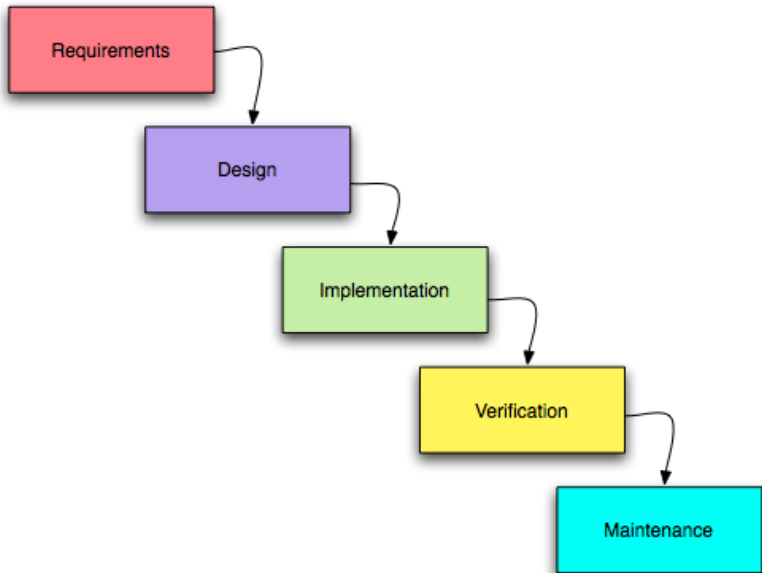 Requirements
Design
Implementation
Verification
Maintenance